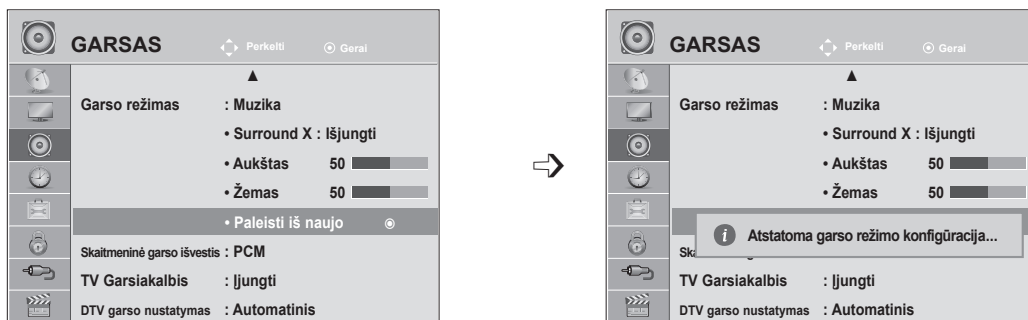 GARSAS Perkelti Gerai
Garso režimas : Muzika
• Surround X : Išjungti
• Aukštas 50
• Žemas 50
• Paleisti iš naujo
Skaitmeninė garso išvestis : PCM
TV Garsiakalbis : Įjungti
DTV garso nustatymas : Automatinis
GARSAS Perkelti Gerai
Garso režimas : Muzika
• Surround X : Išjungti
• Aukštas 50
• Žemas 50
i Atstatoma garso režimo konfigūracija...
TV Garsiakalbis : Įjungti
DTV garso nustatymas : Automatinis